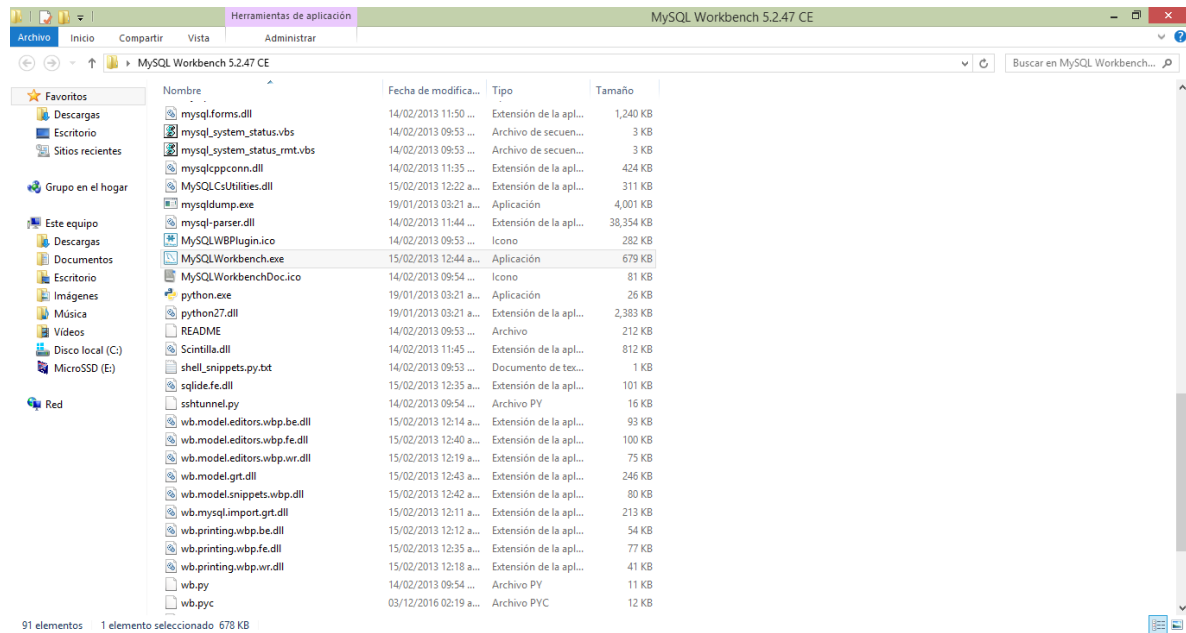 Herramientas de aplicación
MySQL Workbench 5.2.47 CE
Archivo Inicio Compartir Vista Administrar
MySQL Workbench 5.2.47 CE
Buscar en MySQL Workbench...
Favoritos
Descargas
Escritorio
Sitios recientes
Grupo en el hogar
Este equipo
Descargas
Documentos
Escritorio
Imágenes
Música
Vídeos
Disco local (C:)
MicroSSD (E:)
Red
Nombre Fecha de modifica... Tipo Tamaño
mysql.forms.dll 14/02/2013 11:50 ... Extensión de la apl... 1,240 KB
mysql_system_status.vbs 14/02/2013 09:53 ... Archivo de secuen... 3 KB
mysql_system_status_rmt.vbs 14/02/2013 09:53 ... Archivo de secuen... 3 KB
mysqlcppconn.dll 14/02/2013 11:35 ... Extensión de la apl... 424 KB
MySQLCsUtilities.dll 15/02/2013 12:22 a... Extensión de la apl... 311 KB
mysqldump.exe 19/01/2013 03:21 a... Aplicación 4,001 KB
mysql-parser.dll 14/02/2013 11:44 ... Extensión de la apl... 38,354 KB
MySQLWBPlugin.ico 14/02/2013 09:53 ... Icono 282 KB
MySQLWorkbench.exe 15/02/2013 12:44 a... Aplicación 679 KB
MySQLWorkbenchDoc.ico 14/02/2013 09:54 ... Icono 81 KB
python.exe 19/01/2013 03:21 a... Aplicación 26 KB
python27.dll 19/01/2013 03:21 a... Extensión de la apl... 2,383 KB
README 14/02/2013 09:53 ... Archivo 212 KB
Scintilla.dll 14/02/2013 11:45 ... Extensión de la apl... 812 KB
shell_snippets.py.txt 14/02/2013 09:53 ... Documento de tex... 1 KB
sqlide.fe.dll 15/02/2013 12:35 a... Extensión de la apl... 101 KB
sshtunnel.py 14/02/2013 09:54 ... Archivo PY 16 KB
wb.model.editors.wbp.be.dll 15/02/2013 12:14 a... Extensión de la apl... 93 KB
wb.model.editors.wbp.fe.dll 15/02/2013 12:40 a... Extensión de la apl... 100 KB
wb.model.editors.wbp.wr.dll 15/02/2013 12:19 a... Extensión de la apl... 75 KB
wb.model.grt.dll 15/02/2013 12:43 a... Extensión de la apl... 246 KB
wb.model.snippets.wbp.dll 15/02/2013 12:42 a... Extensión de la apl... 80 KB
wb.mysql.import.grt.dll 15/02/2013 12:11 a... Extensión de la apl... 213 KB
wb.printing.wbp.be.dll 15/02/2013 12:12 a... Extensión de la apl... 54 KB
wb.printing.wbp.fe.dll 15/02/2013 12:35 a... Extensión de la apl... 77 KB
wb.printing.wbp.wr.dll 15/02/2013 12:18 a... Extensión de la apl... 41 KB
wb.py 14/02/2013 09:54 ... Archivo PY 11 KB
wb.pyc 03/12/2016 02:19 a... Archivo PYC 12 KB
91 elementos 1 elemento seleccionado 678 KB